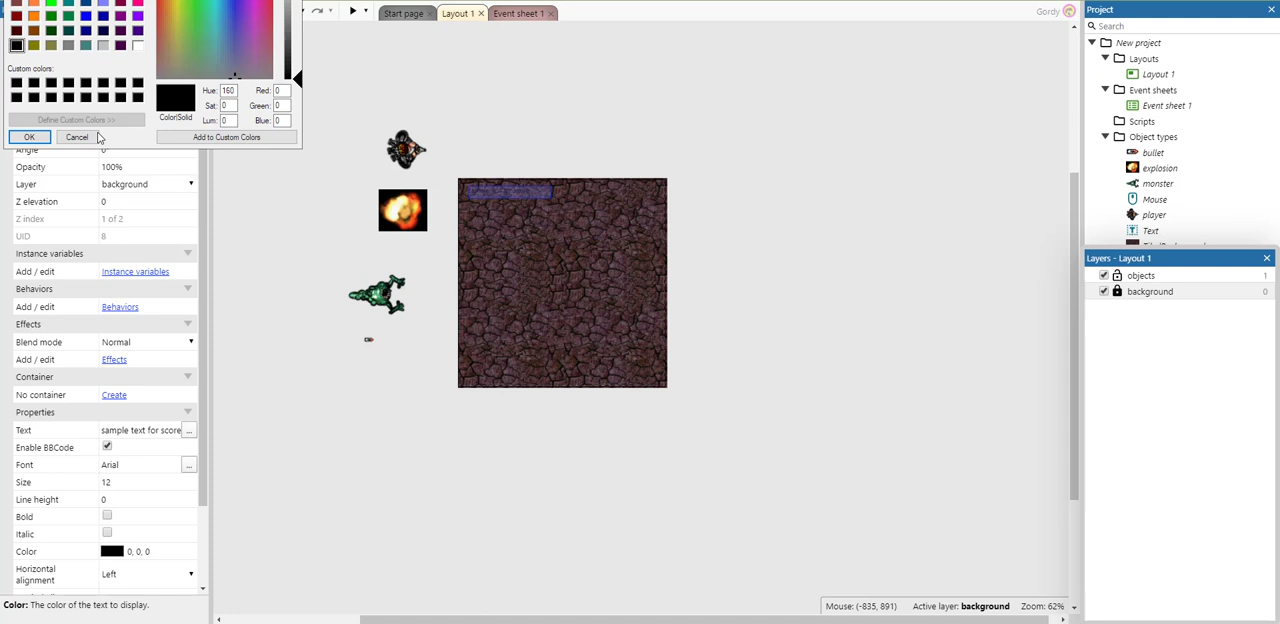 Start page
Layout 1
Event sheet 1
Gordy
Custom colors:
Define Custom Colors >>
OK
Cancel
Color|Solid
Hue: 160
Sat: 0
Lum: 0
Red: 0
Green: 0
Blue: 0
Add to Custom Colors
Angle 0°
Opacity 100%
Layer background
Z elevation 0
Z index 1 of 2
UID 8
Instance variables
Add / edit Instance variables
Behaviors
Add / edit Behaviors
Effects
Blend mode Normal
Add / edit Effects
Container
No container Create
Properties
Text sample text for score ...
Enable BBCode
Font Arial ...
Size 12
Line height 0
Bold
Italic
Color 0, 0, 0
Horizontal
alignment
Left
Color: The color of the text to display.
Mouse: (-835, 891) Active layer: background Zoom: 62%
Project
Search
New project
Layouts
Layout 1
Event sheets
Event sheet 1
Scripts
Object types
bullet
explosion
monster
Mouse
player
Text
Layers - Layout 1
objects 1
background 0